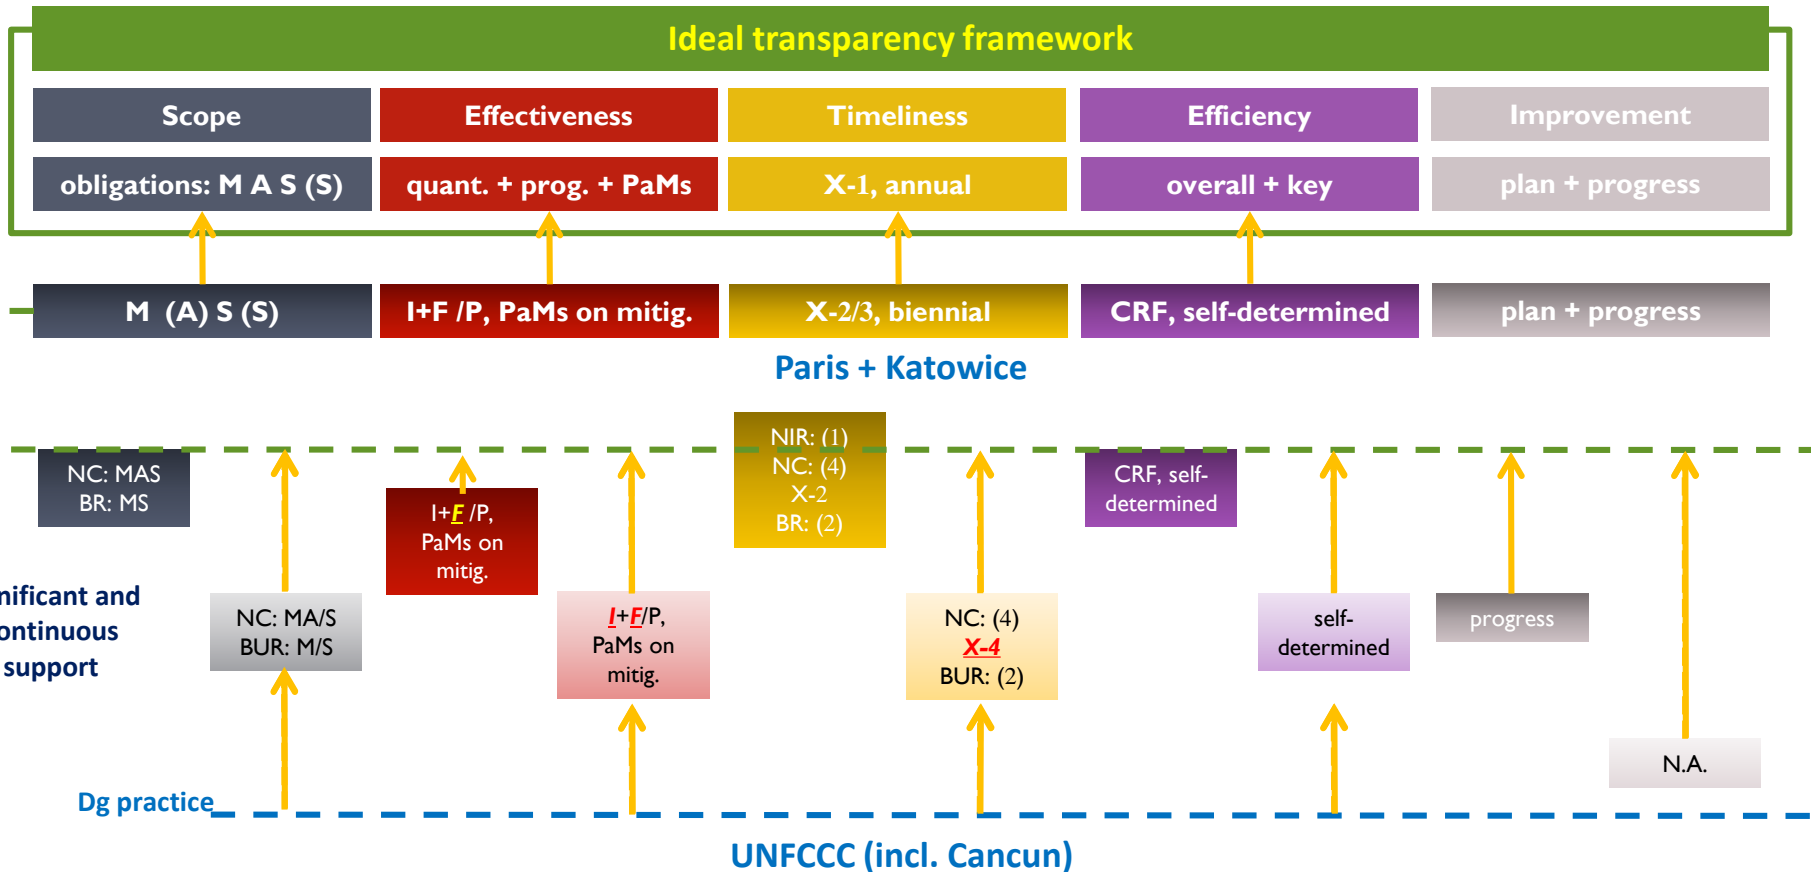 Ideal transparency framework
Scope
Effectiveness
Timeliness
Efficiency
Improvement
obligations: M A S (S)
quant. + prog. + PaMs
X-1, annual
overall + key
plan + progress
M (A) S (S)
I+F /P, PaMs on mitig.
X-2/3, biennial
CRF, self-determined
plan + progress
Paris + Katowice
NC: MAS
BR: MS
I+F /P,
PaMs on
mitig.
NIR: (1)
NC: (4)
X-2
BR: (2)
CRF, self-
determined
nificant and
ontinuous
support
NC: MA/S
BUR: M/S
I+F/P,
PaMs on
mitig.
NC: (4)
X-4
BUR: (2)
self-
determined
progress
N.A.
Dg practice
UNFCCC (incl. Cancun)